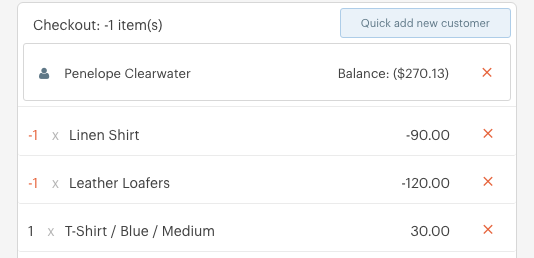 Checkout: -1 item(s)
Quick add new customer
Penelope Clearwater Balance: ($270.13) ×
-1 x Linen Shirt -90.00 ×
-1 x Leather Loafers -120.00 ×
1 x T-Shirt / Blue / Medium 30.00 ×